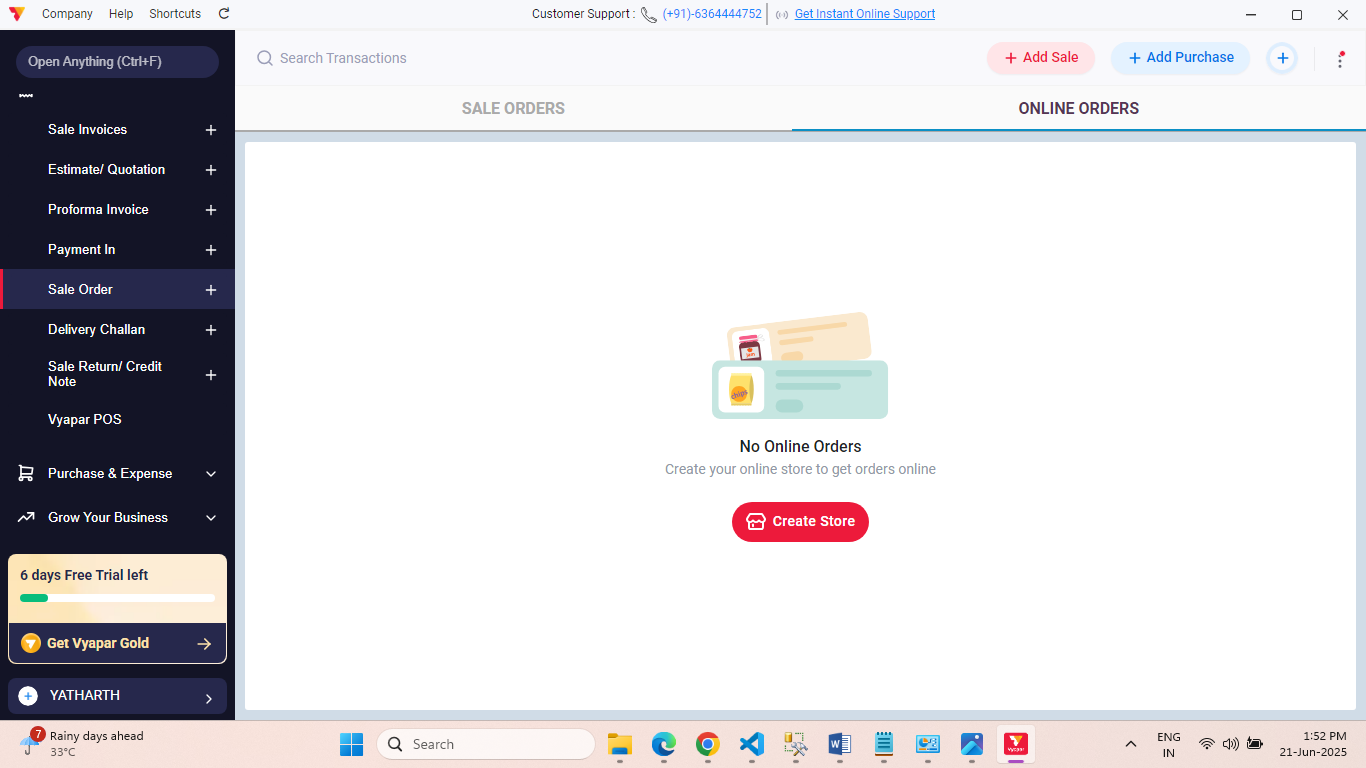 Company Help Shortcuts
Customer Support : (+91)-6364444752 Get Instant Online Support
Open Anything (Ctrl+F)
Search Transactions
Add Sale
Add Purchase
SALE ORDERS
ONLINE ORDERS
Sale Invoices
Estimate/ Quotation
Proforma Invoice
Payment In
Sale Order
Delivery Challan
Sale Return/ Credit
Note
Vyapar POS
Purchase & Expense
Grow Your Business
6 days Free Trial left
Get Vyapar Gold
YATHARTH
jam
chips
No Online Orders
Create your online store to get orders online
Create Store
7
Rainy days ahead
33°C
Search
Vyapar
ENG
IN
1:52 PM
21-Jun-2025